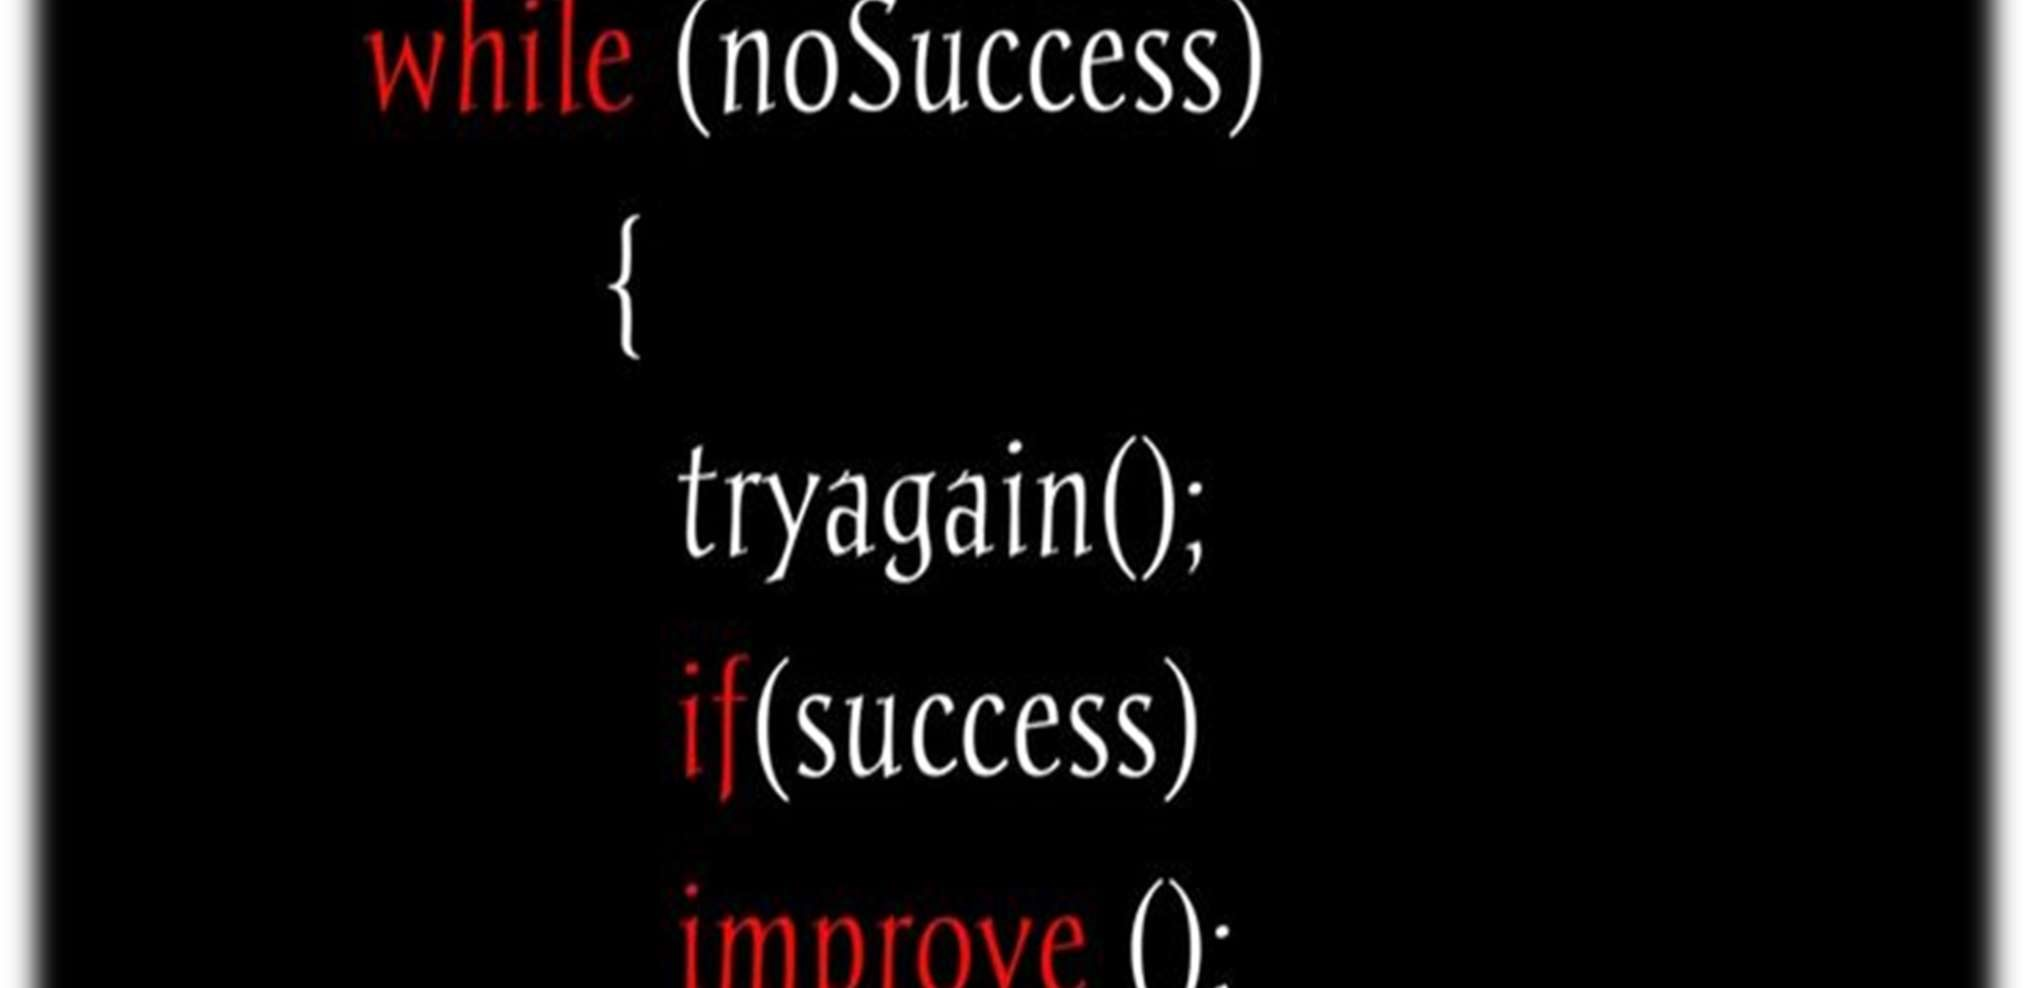 while (noSuccess)
{
tryagain();
if(success)
improve ();